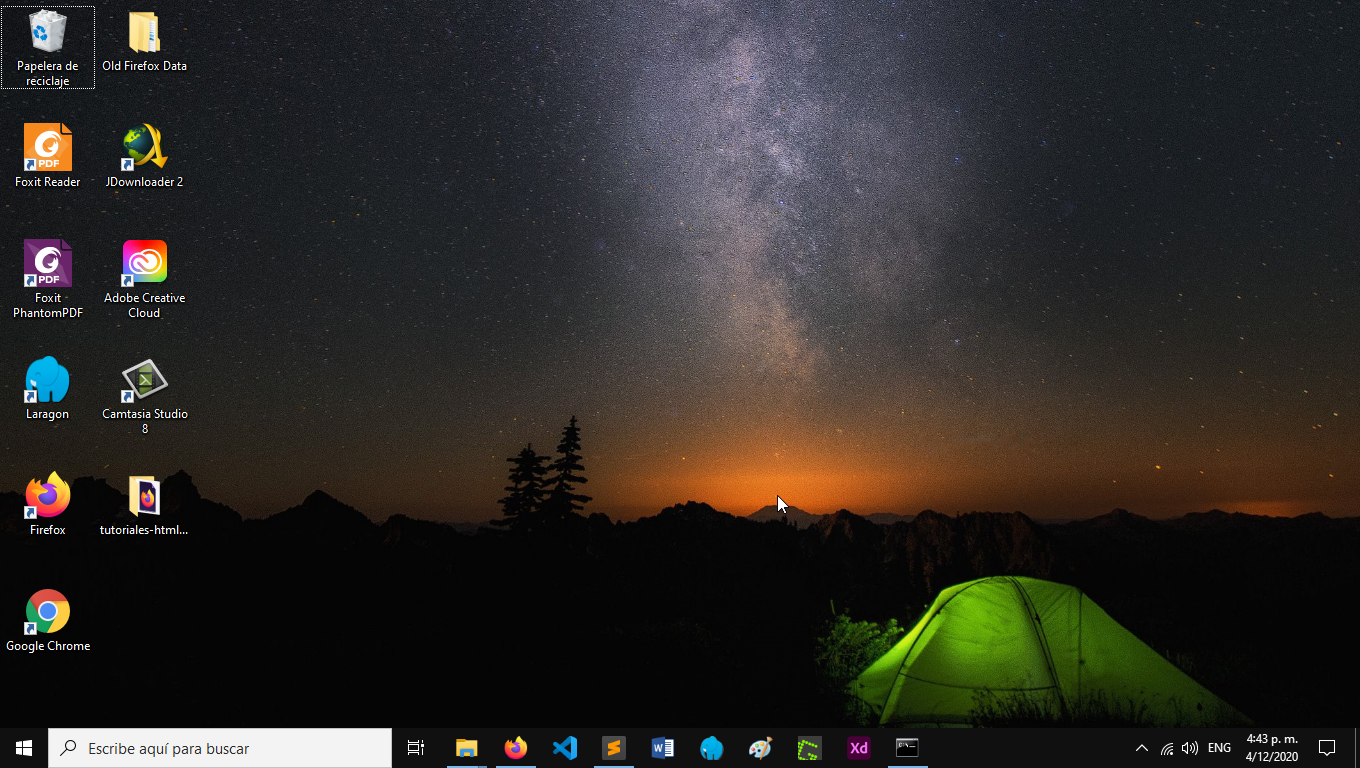 Papelera de
reciclaje
Old Firefox Data
PDF
Foxit Reader
JDownloader 2
PDF
Foxit
PhantomPDF
Adobe Creative
Cloud
Laragon
Camtasia Studio
8
Firefox
tutoriales-html...
Google Chrome
Escribe aquí para buscar
W
Xd
ENG
4:43 p. m.
4/12/2020